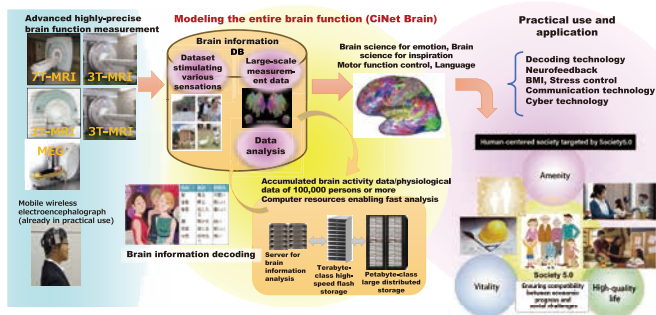 Advanced highly-precise
brain function measurement
7T-MRI
3T-MRI
3T-MRI
3T-MRI
MEG
Mobile wireless
electroencephalograph
(already in practical use)
Modeling the entire brain function (CiNet Brain)
Brain information
DB
Dataset
stimulating
various
sensations
Large-scale
measurem-
ent data
Data
analysis
Brain information decoding
Brain science for emotion, Brain
science for inspiration
Motor function control, Language
Accumulated brain activity data/physiological
data of 100,000 persons or more
Computer resources enabling fast analysis
Server for
brain
information
analysis
Terabyte-
class high-
speed flash
storage
Petabyte-class
large distributed
storage
Practical use and
application
Decoding technology
Neurofeedback
BMI, Stress control
Communication technology
Cyber technology
Human-centered society targeted by Society5.0
Amenity
Vitality
Society 5.0
Ensuring compatibility
between economic
progress and
social challenges
High-quality
life